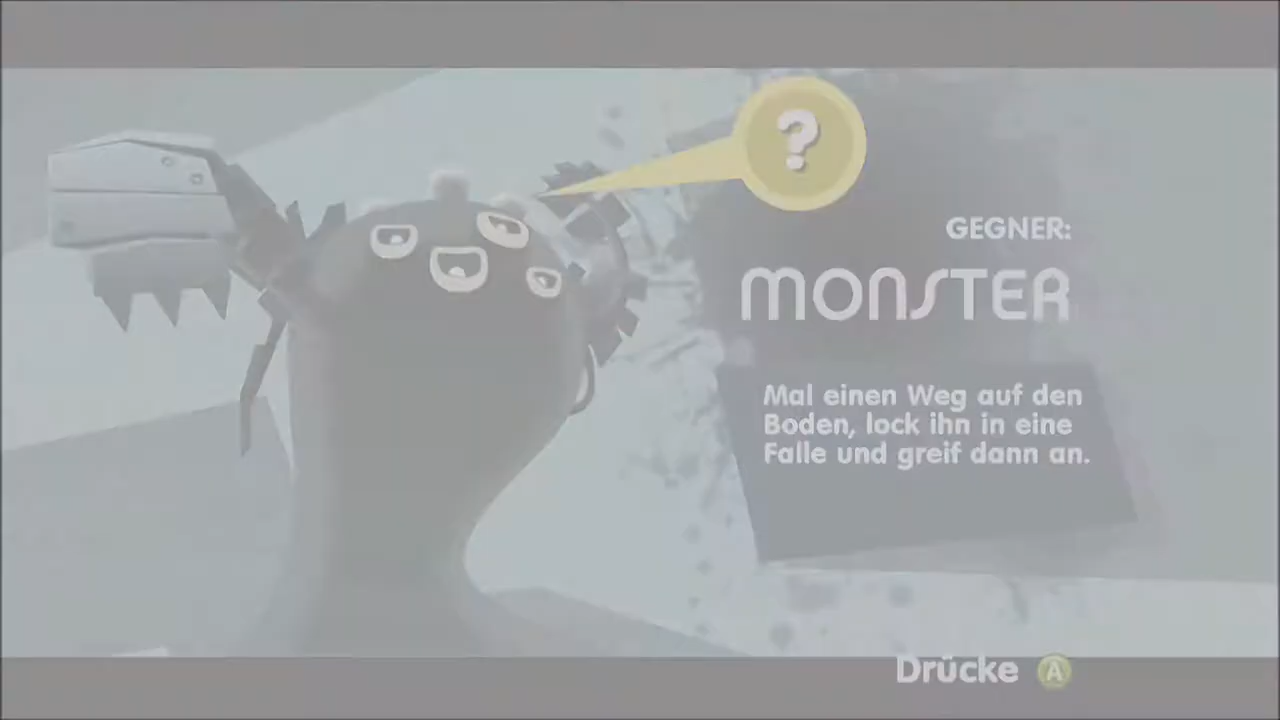 ?
GEGNER:
MONSTER
Mal einen Weg auf den
Boden, lock ihn in eine
Falle und greif dann an.
Drücke A